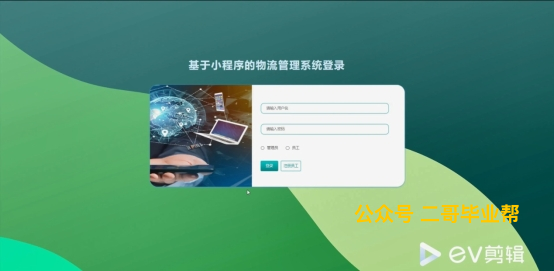 基于小程序的物流管理系统登录
请输入用户名
请输入密码
管理员 员工
登录 注册员工
公众号 二哥毕业帮
eV剪辑